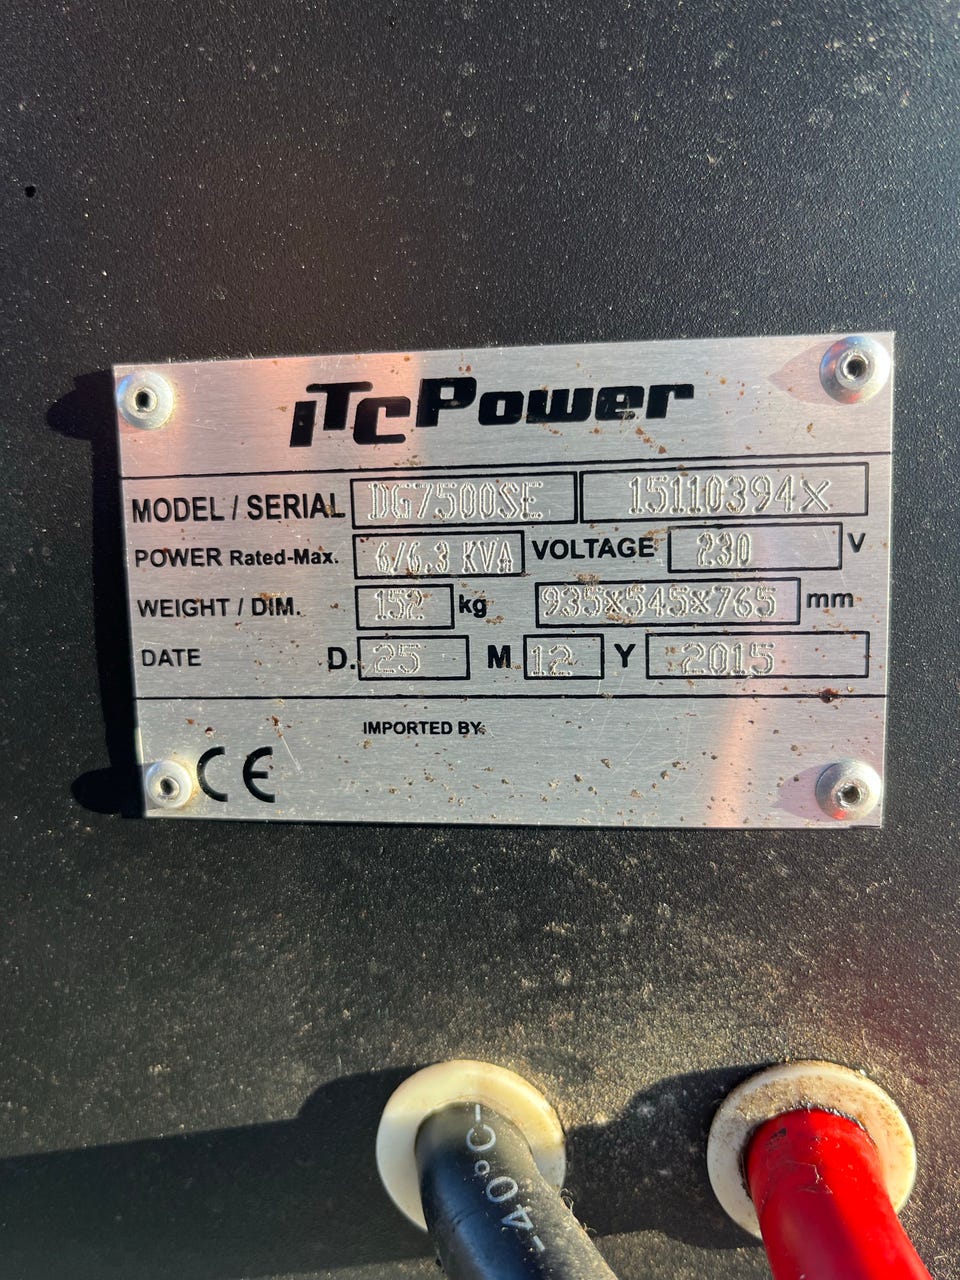 iTCPower
MODEL / SERIAL DG7500SE 15110394X
POWER Rated-Max. 6/6.3 KVA VOLTAGE 230 V
WEIGHT / DIM. 152 kg 935x545x765 mm
DATE D. 25 M 12 Y 2015
IMPORTED BY:
CE
-40°C-